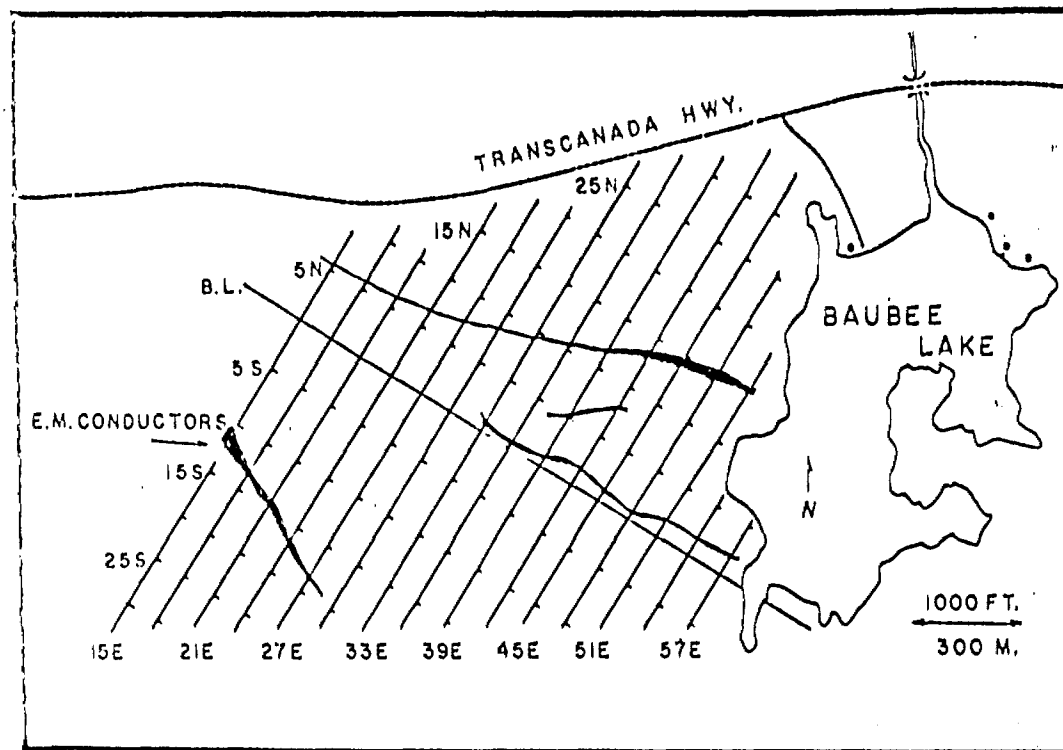 TRANSCANADA HWY.
25N
15N
5N
B.L.
5S
E.M. CONDUCTORS
15S
25S
BAUBEE
LAKE
N
1000 FT.
300 M.
15E 21E 27E 33E 39E 45E 51E 57E